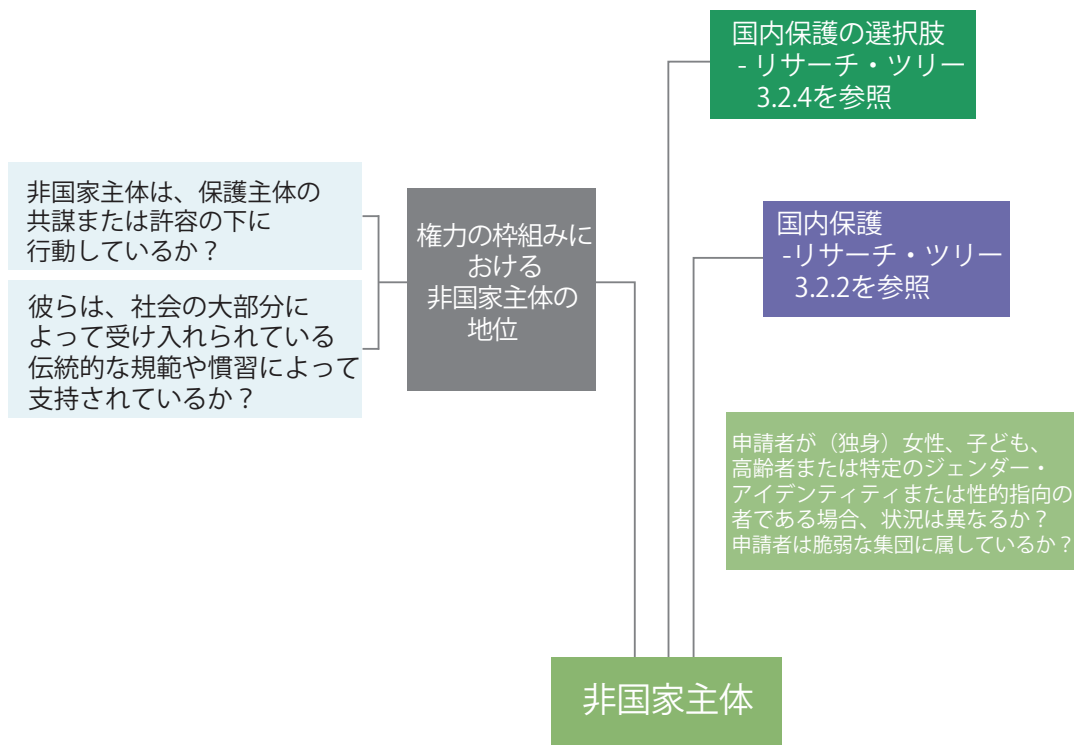 国内保護の選択肢
- リサーチ・ツリー
3.2.4を参照
非国家主体は、保護主体の
共謀または許容の下に
行動しているか？
彼らは、社会の大部分に
よって受け入れられている
伝統的な規範や慣習によって
支持されているか？
権力の枠組みに
おける
非国家主体の
地位
国内保護
-リサーチ・ツリー
3.2.2を参照
申請者が（独身）女性、子ども、
高齢者または特定のジェンダー・
アイデンティティまたは性的指向の
者である場合、状況は異なるか？
申請者は脆弱な集団に属しているか？
非国家主体